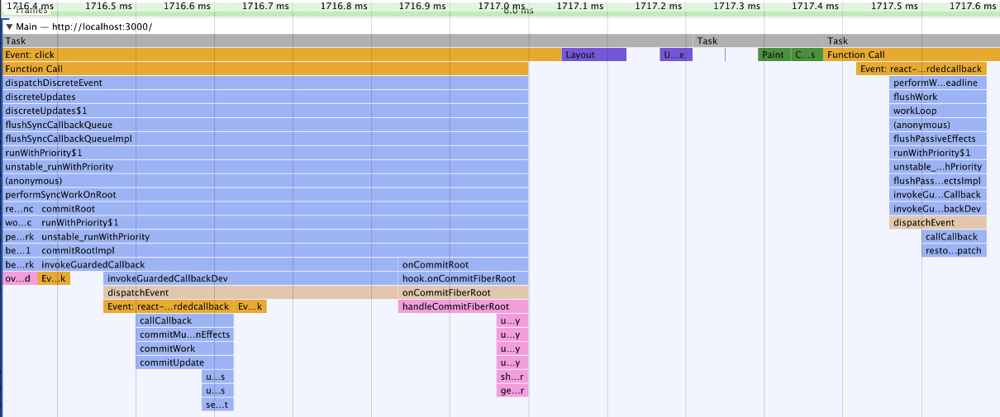 1716.4 ms 1716.5 ms 1716.6 ms 1716.7 ms 1716.8 ms 1716.9 ms 1717.0 ms 1717.1 ms 1717.2 ms 1717.3 ms 1717.4 ms 1717.5 ms 1717.6 ms
Frames 8.0 ms
▼ Main — http://localhost:3000/
Task Task Task
Event: click Layout U...e Paint C...s Function Call
Function Call Event: react-...rdedcallback
dispatchDiscreteEvent performW...eadline
discreteUpdates flushWork
discreteUpdates$1 workLoop
flushSyncCallbackQueue (anonymous)
flushSyncCallbackQueueImpl flushPassiveEffects
runWithPriority$1 runWithPriority$1
unstable_runWithPriority unstable_...hPriority
(anonymous) flushPass...ectsImpl
performSyncWorkOnRoot invokeGu...Callback
re...nc commitRoot invokeGu...backDev
wo...c runWithPriority$1 dispatchEvent
pe...rk unstable_runWithPriority callCallback
be...1 commitRootImpl resto...patch
be...rk invokeGuardedCallback onCommitRoot
ov...d Ev...k invokeGuardedCallbackDev hook.onCommitFiberRoot
dispatchEvent onCommitFiberRoot
Event: react-...rdedcallback Ev...k handleCommitFiberRoot
callCallback u...y
commitMu...nEffects u...y
commitWork u...y
commitUpdate u...y
u...s sh...r
u...s ge...r
se...t